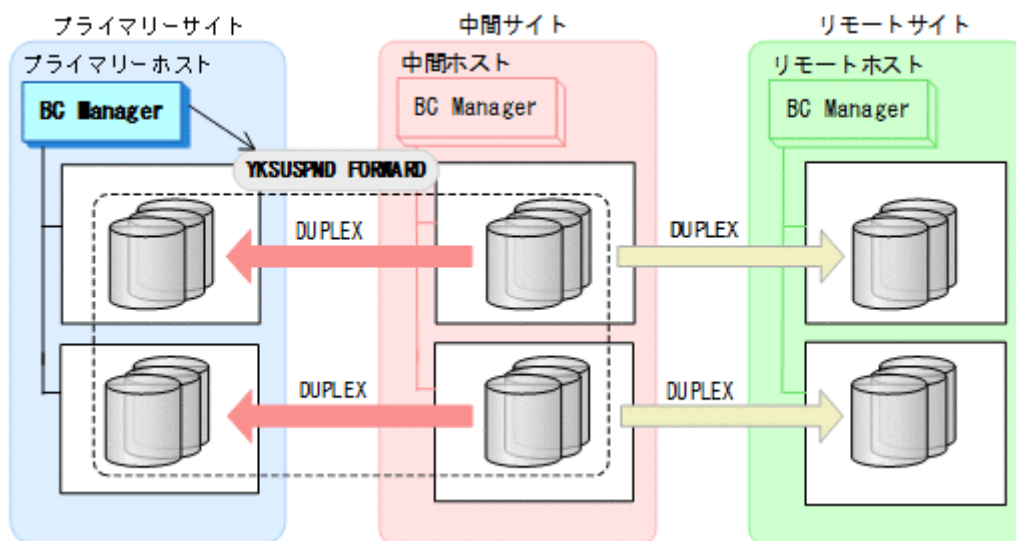 プライマリーサイト
中間サイト
リモートサイト
プライマリーホスト
中間ホスト
リモートホスト
BC Manager
BC Manager
BC Manager
YKSUSPND FORWARD
DUPLEX
DUPLEX
DUPLEX
DUPLEX